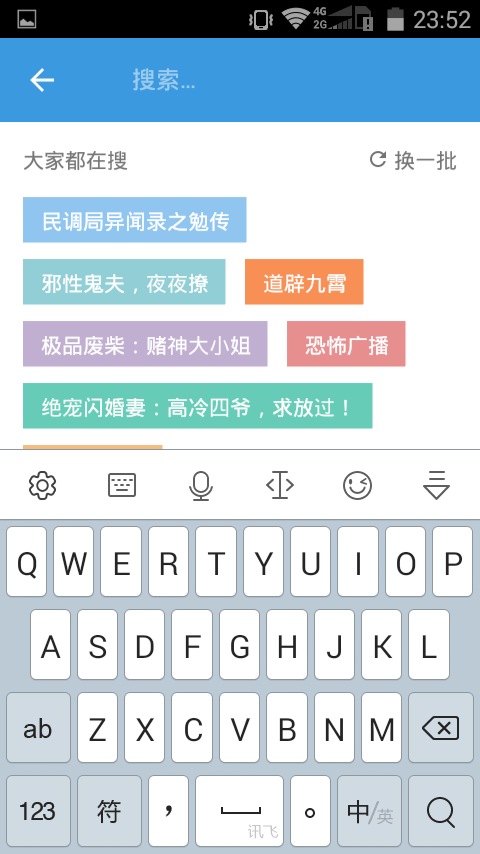 4G
2G
23:52
搜索...
大家都在搜
换一批
民调局异闻录之勉传
邪性鬼夫，夜夜撩
道辟九霄
极品废柴：赌神大小姐
恐怖广播
绝宠闪婚妻：高冷四爷，求放过！
Q W E R T Y U I O P
A S D F G H J K L
ab Z X C V B N M
123 符 ， 讯飞 。 中/英